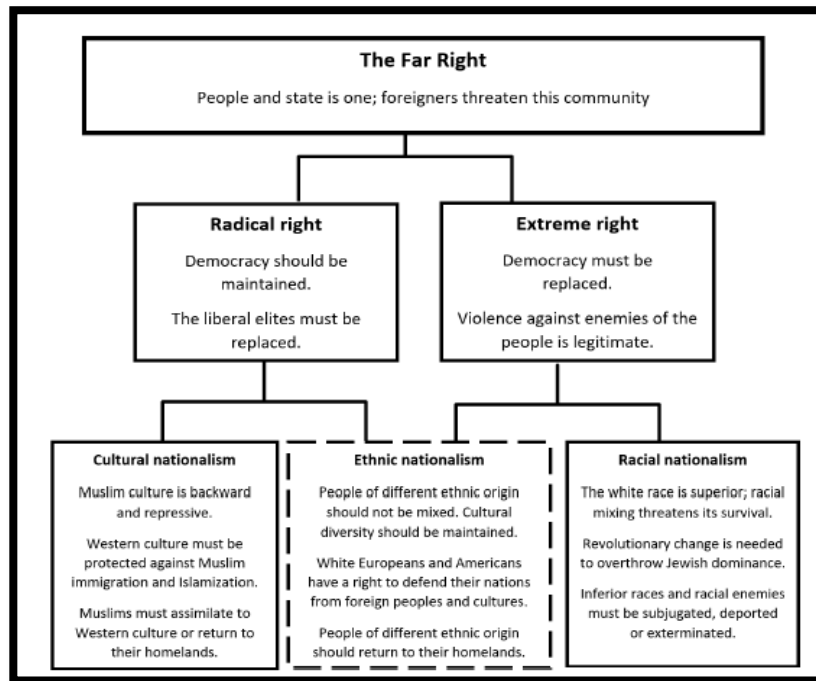 The Far Right
People and state is one; foreigners threaten this community
Radical right
Democracy should be
maintained.
The liberal elites must be
replaced.
Extreme right
Democracy must be
replaced.
Violence against enemies of the
people is legitimate.
Cultural nationalism
Muslim culture is backward
and repressive.
Western culture must be
protected against Muslim
immigration and Islamization.
Muslims must assimilate to
Western culture or return to
their homelands.
Ethnic nationalism
People of different ethnic origin
should not be mixed. Cultural
diversity should be maintained.
White Europeans and Americans
have a right to defend their nations
from foreign peoples and cultures.
People of different ethnic origin
should return to their homelands.
Racial nationalism
The white race is superior; racial
mixing threatens its survival.
Revolutionary change is needed
to overthrow Jewish dominance.
Inferior races and racial enemies
must be subjugated, deported
or exterminated.